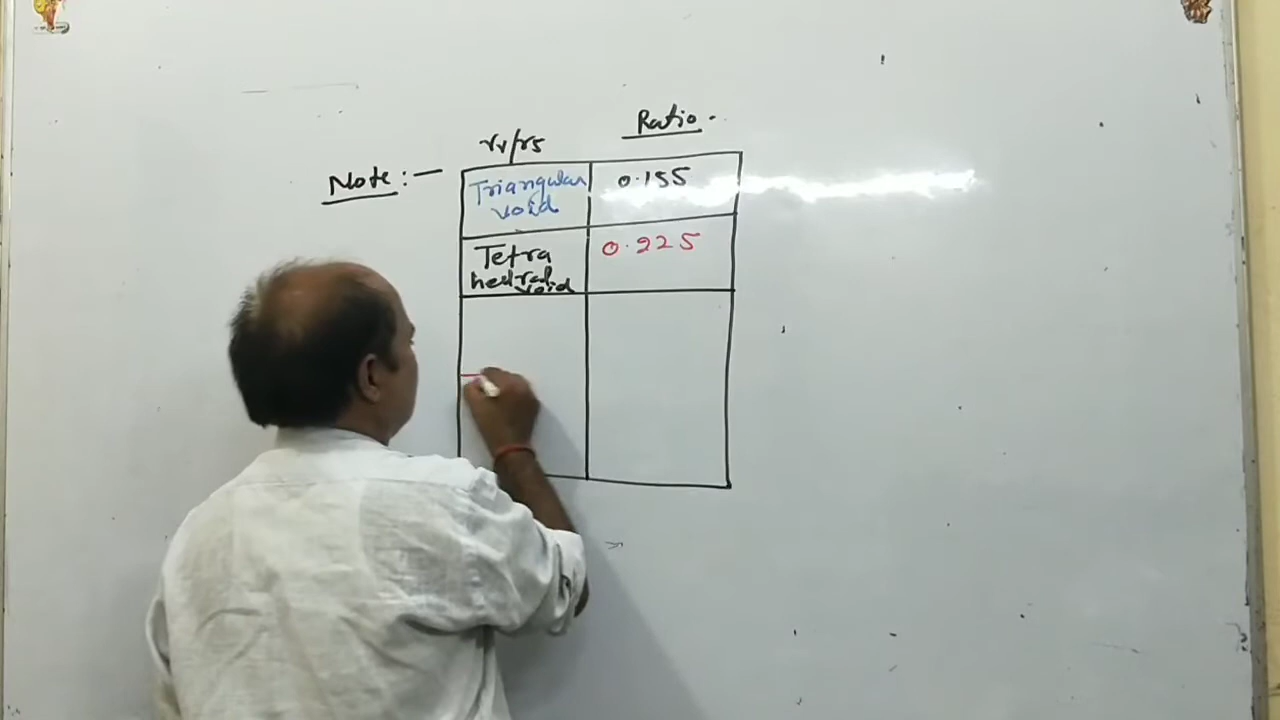 Ratio.
rv/rs
Note:-
Triangular
void
0.155
Tetra
hedral
void
0.225